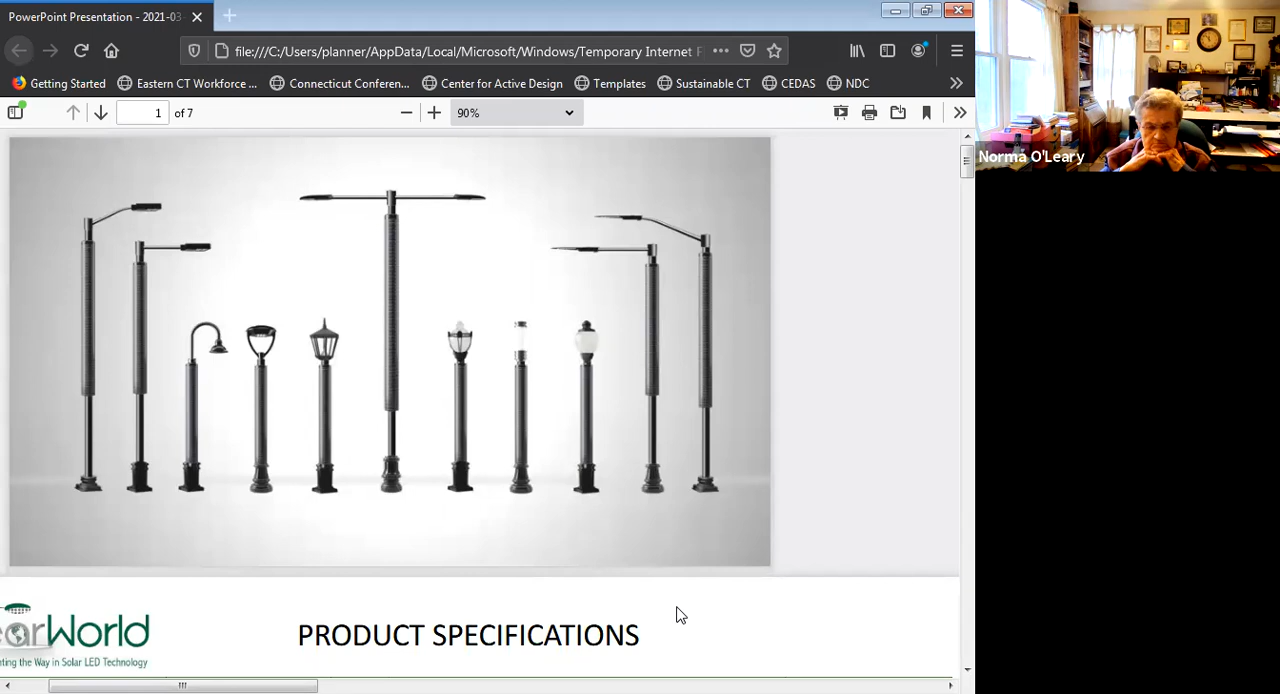 PowerPoint Presentation - 2021-03
file:///C:/Users/planner/AppData/Local/Microsoft/Windows/Temporary Internet F
Getting Started Eastern CT Workforce ... Connecticut Conferen... Center for Active Design Templates Sustainable CT CEDAS NDC
1 of 7 90%
Norma O'Leary
earWorld
nting the Way in Solar LED Technology
PRODUCT SPECIFICATIONS